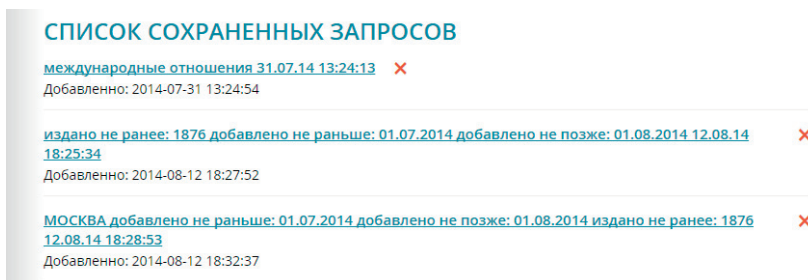 СПИСОК СОХРАНЕННЫХ ЗАПРОСОВ
международные отношения 31.07.14 13:24:13
Добавленно: 2014-07-31 13:24:54
издано не ранее: 1876 добавлено не раньше: 01.07.2014 добавлено не позже: 01.08.2014 12.08.14
18:25:34
Добавленно: 2014-08-12 18:27:52
МОСКВА добавлено не раньше: 01.07.2014 добавлено не позже: 01.08.2014 издано не ранее: 1876
12.08.14 18:28:53
Добавленно: 2014-08-12 18:32:37